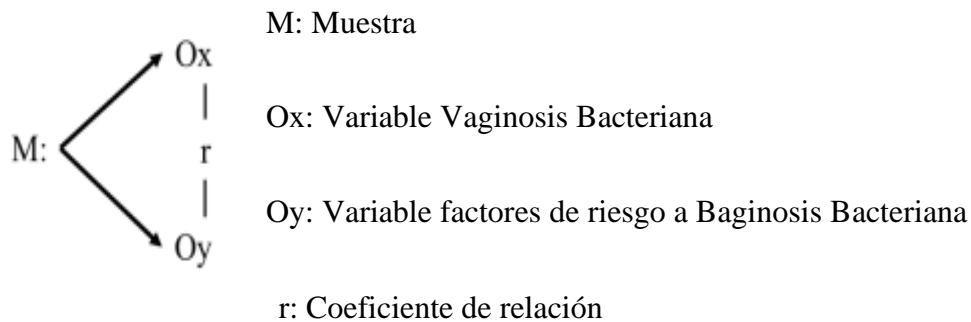 M: Muestra
Ox
|
Ox: Variable Vaginosis Bacteriana
M:
r
|
Oy: Variable factores de riesgo a Baginosis Bacteriana
Oy
r: Coeficiente de relación